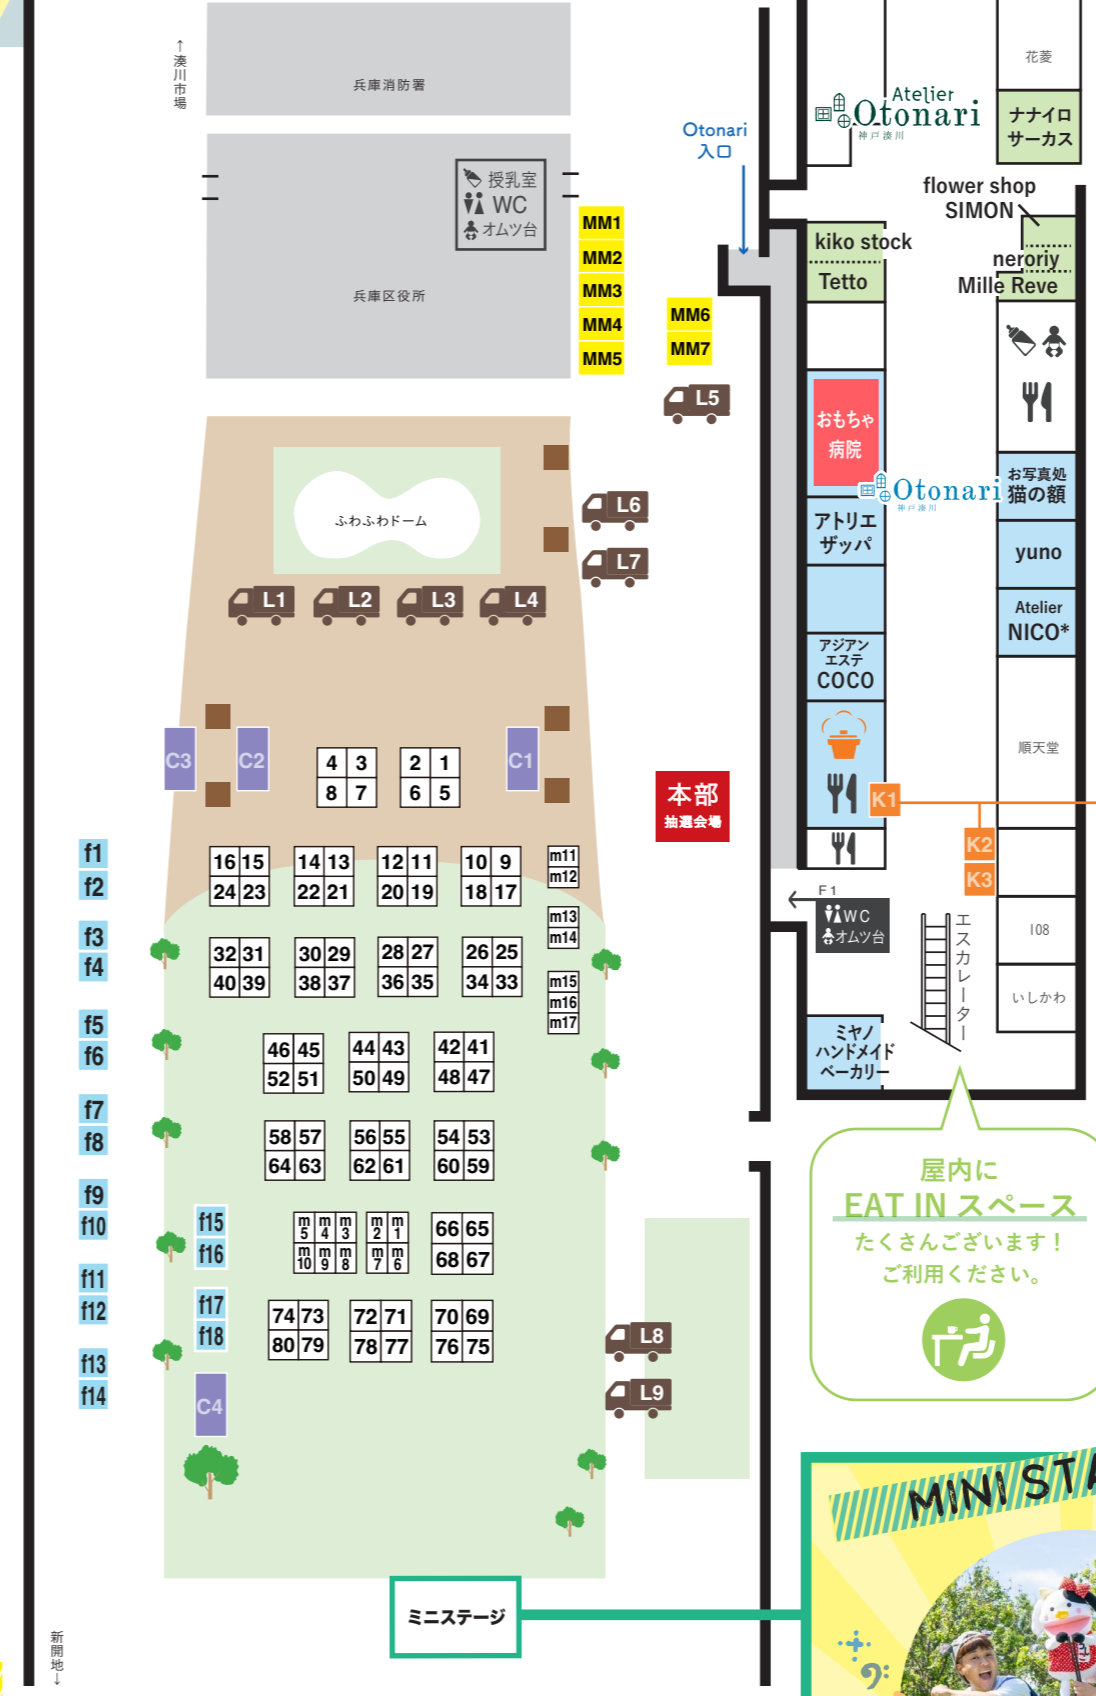 ↑湊川市場
兵庫消防署
授乳室
WC
オムツ台
兵庫区役所
MM1
MM2
MM3
MM4
MM5
MM6
MM7
Otonari
入口
L5
ふわふわドーム
L6
L7
L1 L2 L3 L4
C3 C2 C1
4 3 2 1
8 7 6 5
本部
抽選会場
f1
f2
f3
f4
f5
f6
f7
f8
f9
f10
f11
f12
f13
f14
16 15 14 13 12 11 10 9
24 23 22 21 20 19 18 17
m11
m12
m13
m14
m15
m16
m17
32 31 30 29 28 27 26 25
40 39 38 37 36 35 34 33
46 45 44 43 42 41
52 51 50 49 48 47
58 57 56 55 54 53
64 63 62 61 60 59
f15
f16
f17
f18
m5 m4 m3 m2 m1 66 65
m10 m9 m8 m7 m6 68 67
74 73 72 71 70 69
80 79 78 77 76 75
C4
L8
L9
ミニステージ
新開地↓
Atelier
Otonari
神戸湊川
花菱
ナナイロ
サーカス
flower shop
SIMON
neroriy
Mille Reve
kiko stock
Tetto
おもちゃ
病院
Otonari
神戸湊川
お写真処
猫の額
アトリエ
ザッパ
yuno
Atelier
NICO*
アジアン
エステ
COCO
順天堂
K1
K2
K3
F1
WC
オムツ台
エスカレーター
108
いしかわ
ミヤノ
ハンドメイド
ベーカリー
屋内に
EAT IN スペース
たくさんございます！
ご利用ください。
MINI STA